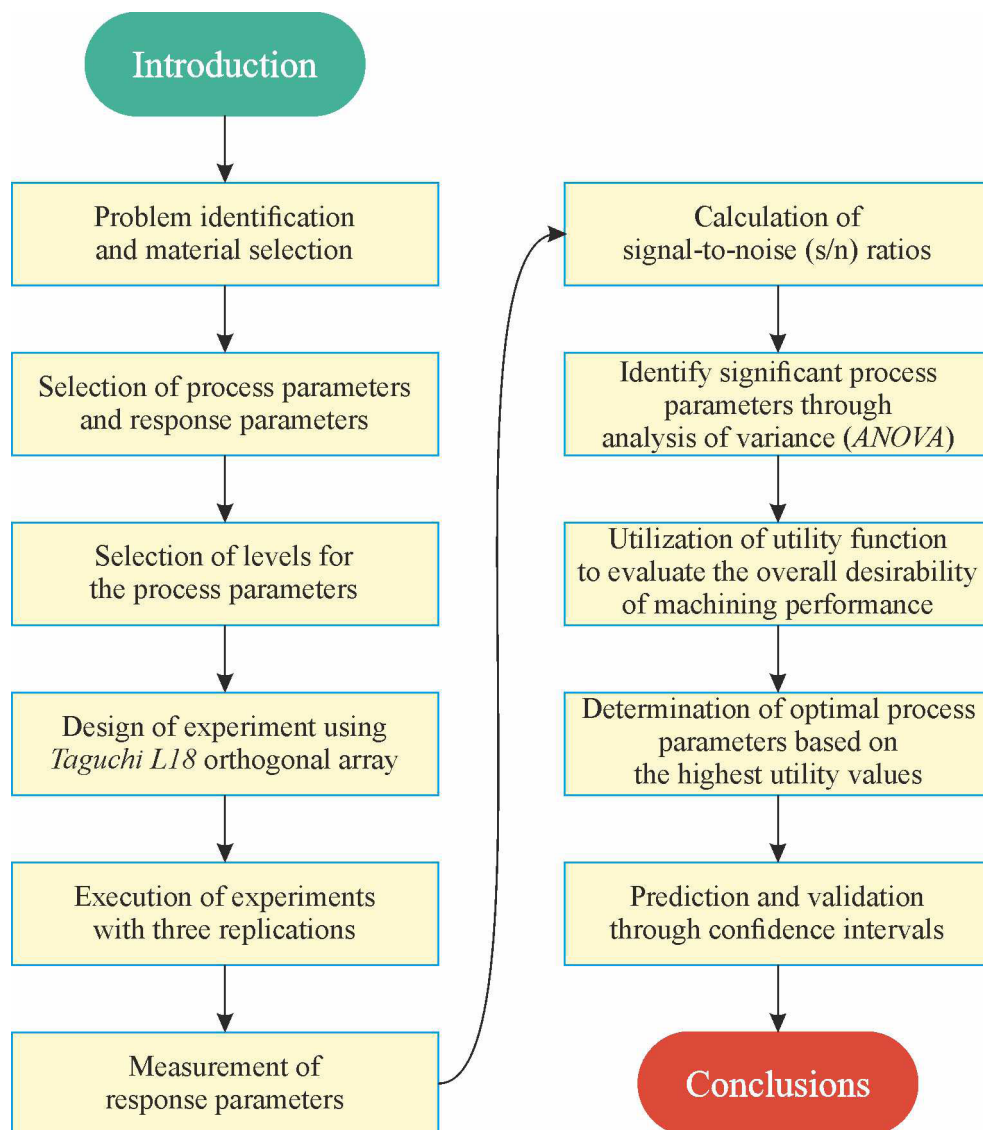 Introduction
Problem identification
and material selection
Selection of process parameters
and response parameters
Selection of levels for
the process parameters
Design of experiment using
Taguchi L18 orthogonal array
Execution of experiments
with three replications
Measurement of
response parameters
Calculation of
signal-to-noise (s/n) ratios
Identify significant process
parameters through
analysis of variance (ANOVA)
Utilization of utility function
to evaluate the overall desirability
of machining performance
Determination of optimal process
parameters based on
the highest utility values
Prediction and validation
through confidence intervals
Conclusions